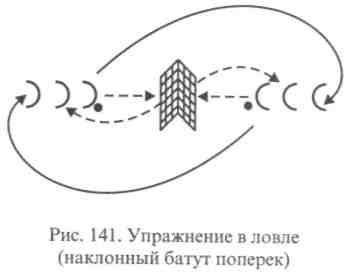 Рис. 141. Упражнение в ловле
(наклонный батут поперек)